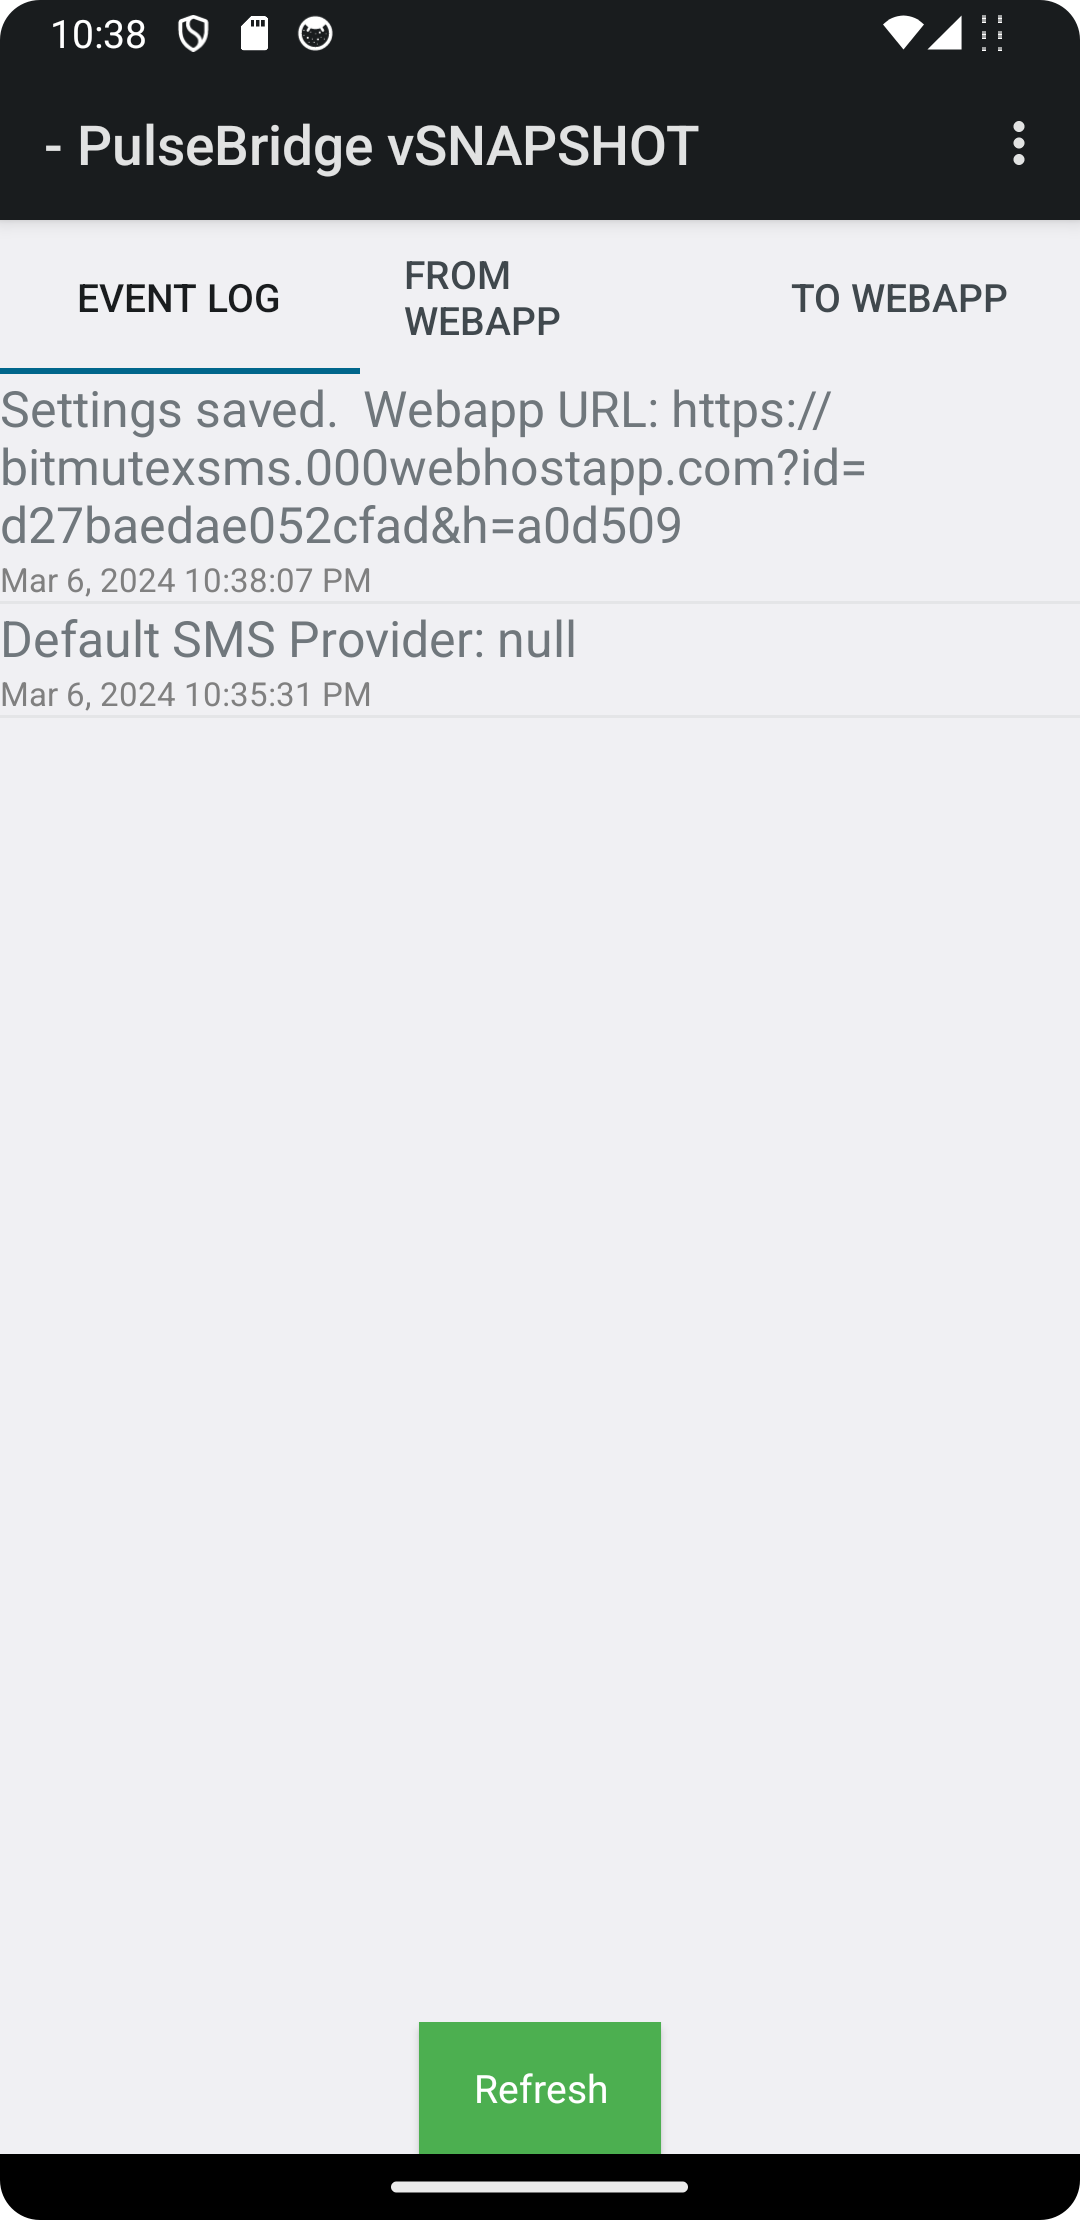 10:38
- PulseBridge vSNAPSHOT
EVENT LOG
FROM
WEBAPP
TO WEBAPP
Settings saved.  Webapp URL: https://
bitmutexsms.000webhostapp.com?id=
d27baedae052cfad&h=a0d509
Mar 6, 2024 10:38:07 PM
Default SMS Provider: null
Mar 6, 2024 10:35:31 PM
Refresh